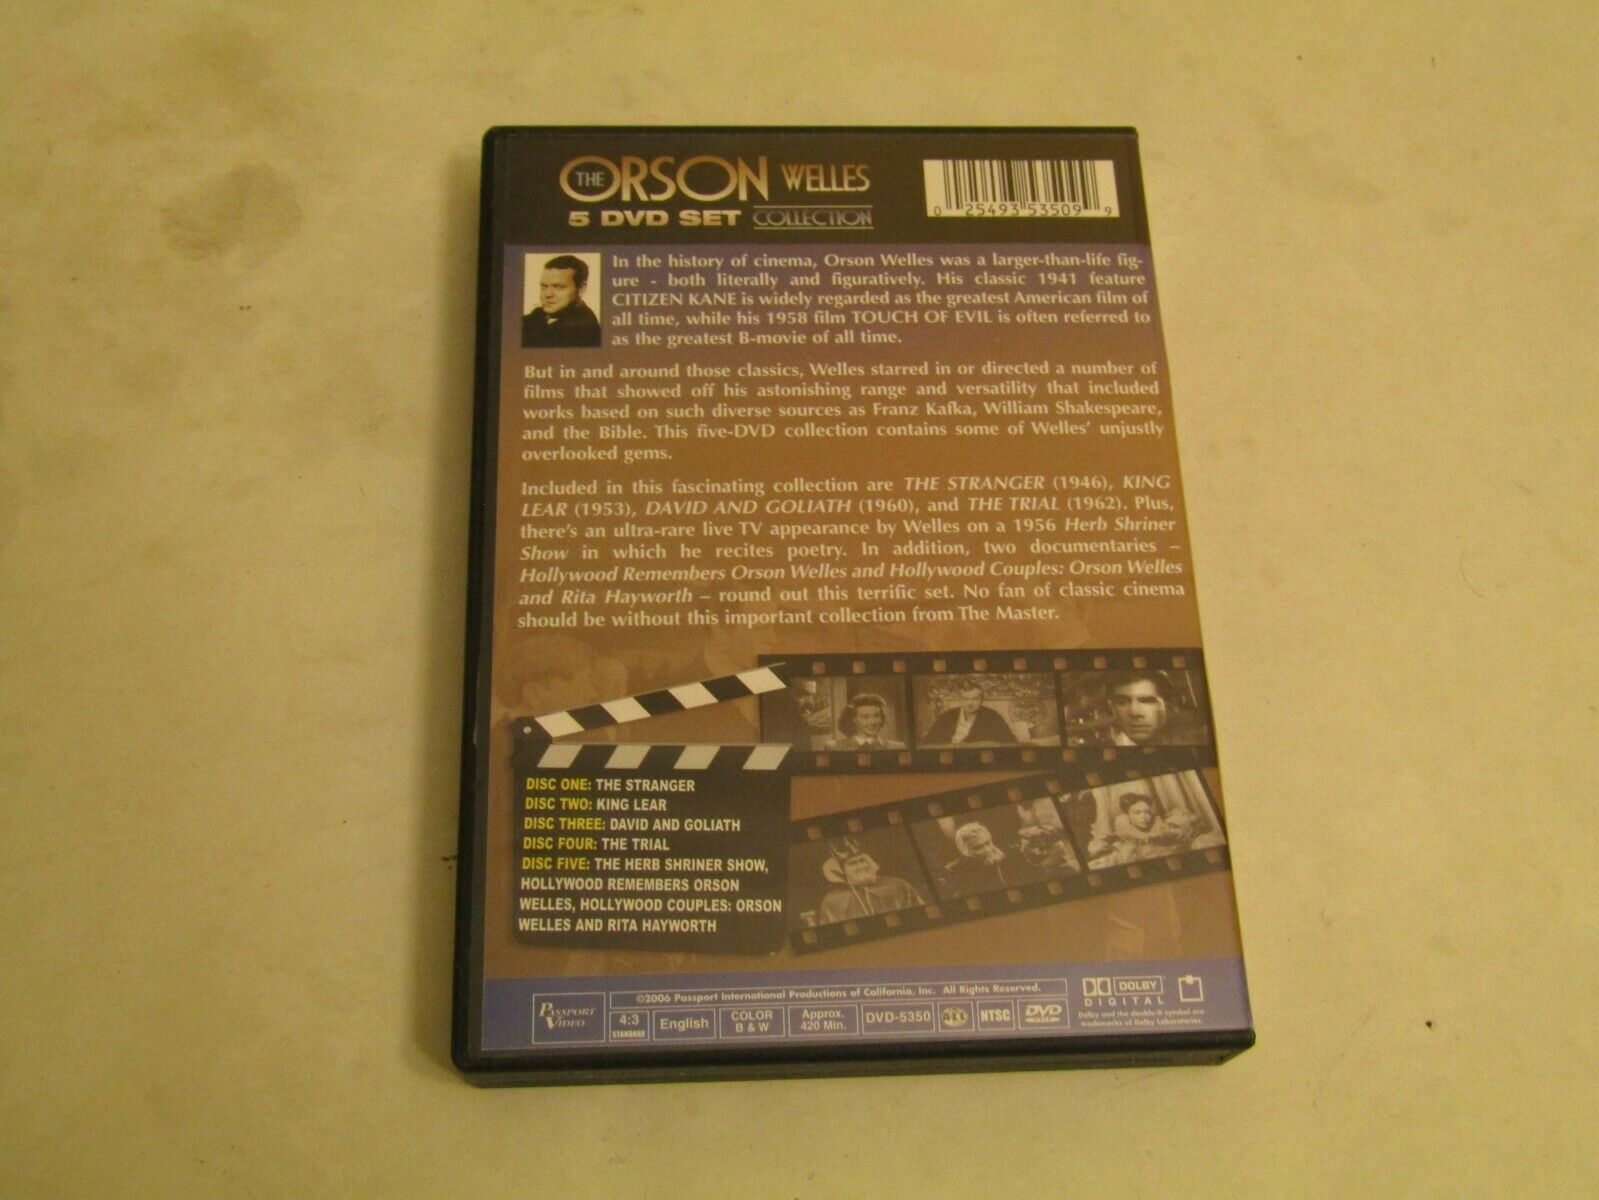 THE ORSON WELLES
5 DVD SET COLLECTION
0 25493 53509 9
In the history of cinema, Orson Welles was a larger-than-life fig-
ure - both literally and figuratively. His classic 1941 feature
CITIZEN KANE is widely regarded as the greatest American film of
all time, while his 1958 film TOUCH OF EVIL is often referred to
as the greatest B-movie of all time.
But in and around those classics, Welles starred in or directed a number of
films that showed off his astonishing range and versatility that included
works based on such diverse sources as Franz Kafka, William Shakespeare,
and the Bible. This five-DVD collection contains some of Welles' unjustly
overlooked gems.
Included in this fascinating collection are THE STRANGER (1946), KING
LEAR (1953), DAVID AND GOLIATH (1960), and THE TRIAL (1962). Plus,
there's an ultra-rare live TV appearance by Welles on a 1956 Herb Shriner
Show in which he recites poetry. In addition, two documentaries –
Hollywood Remembers Orson Welles and Hollywood Couples: Orson Welles
and Rita Hayworth – round out this terrific set. No fan of classic cinema
should be without this important collection from The Master.
DISC ONE: THE STRANGER
DISC TWO: KING LEAR
DISC THREE: DAVID AND GOLIATH
DISC FOUR: THE TRIAL
DISC FIVE: THE HERB SHRINER SHOW,
HOLLYWOOD REMEMBERS ORSON
WELLES, HOLLYWOOD COUPLES: ORSON
WELLES AND RITA HAYWORTH
©2006 Passport International Productions of California, Inc. All Rights Reserved.
PASSPORT
VIDEO
4:3
STANDARD
English
COLOR
B & W
Approx.
420 Min.
DVD-5350
ALL
NTSC
DVD
DOLBY
DIGITAL
Dolby and the double-D symbol are
trademarks of Dolby Laboratories.